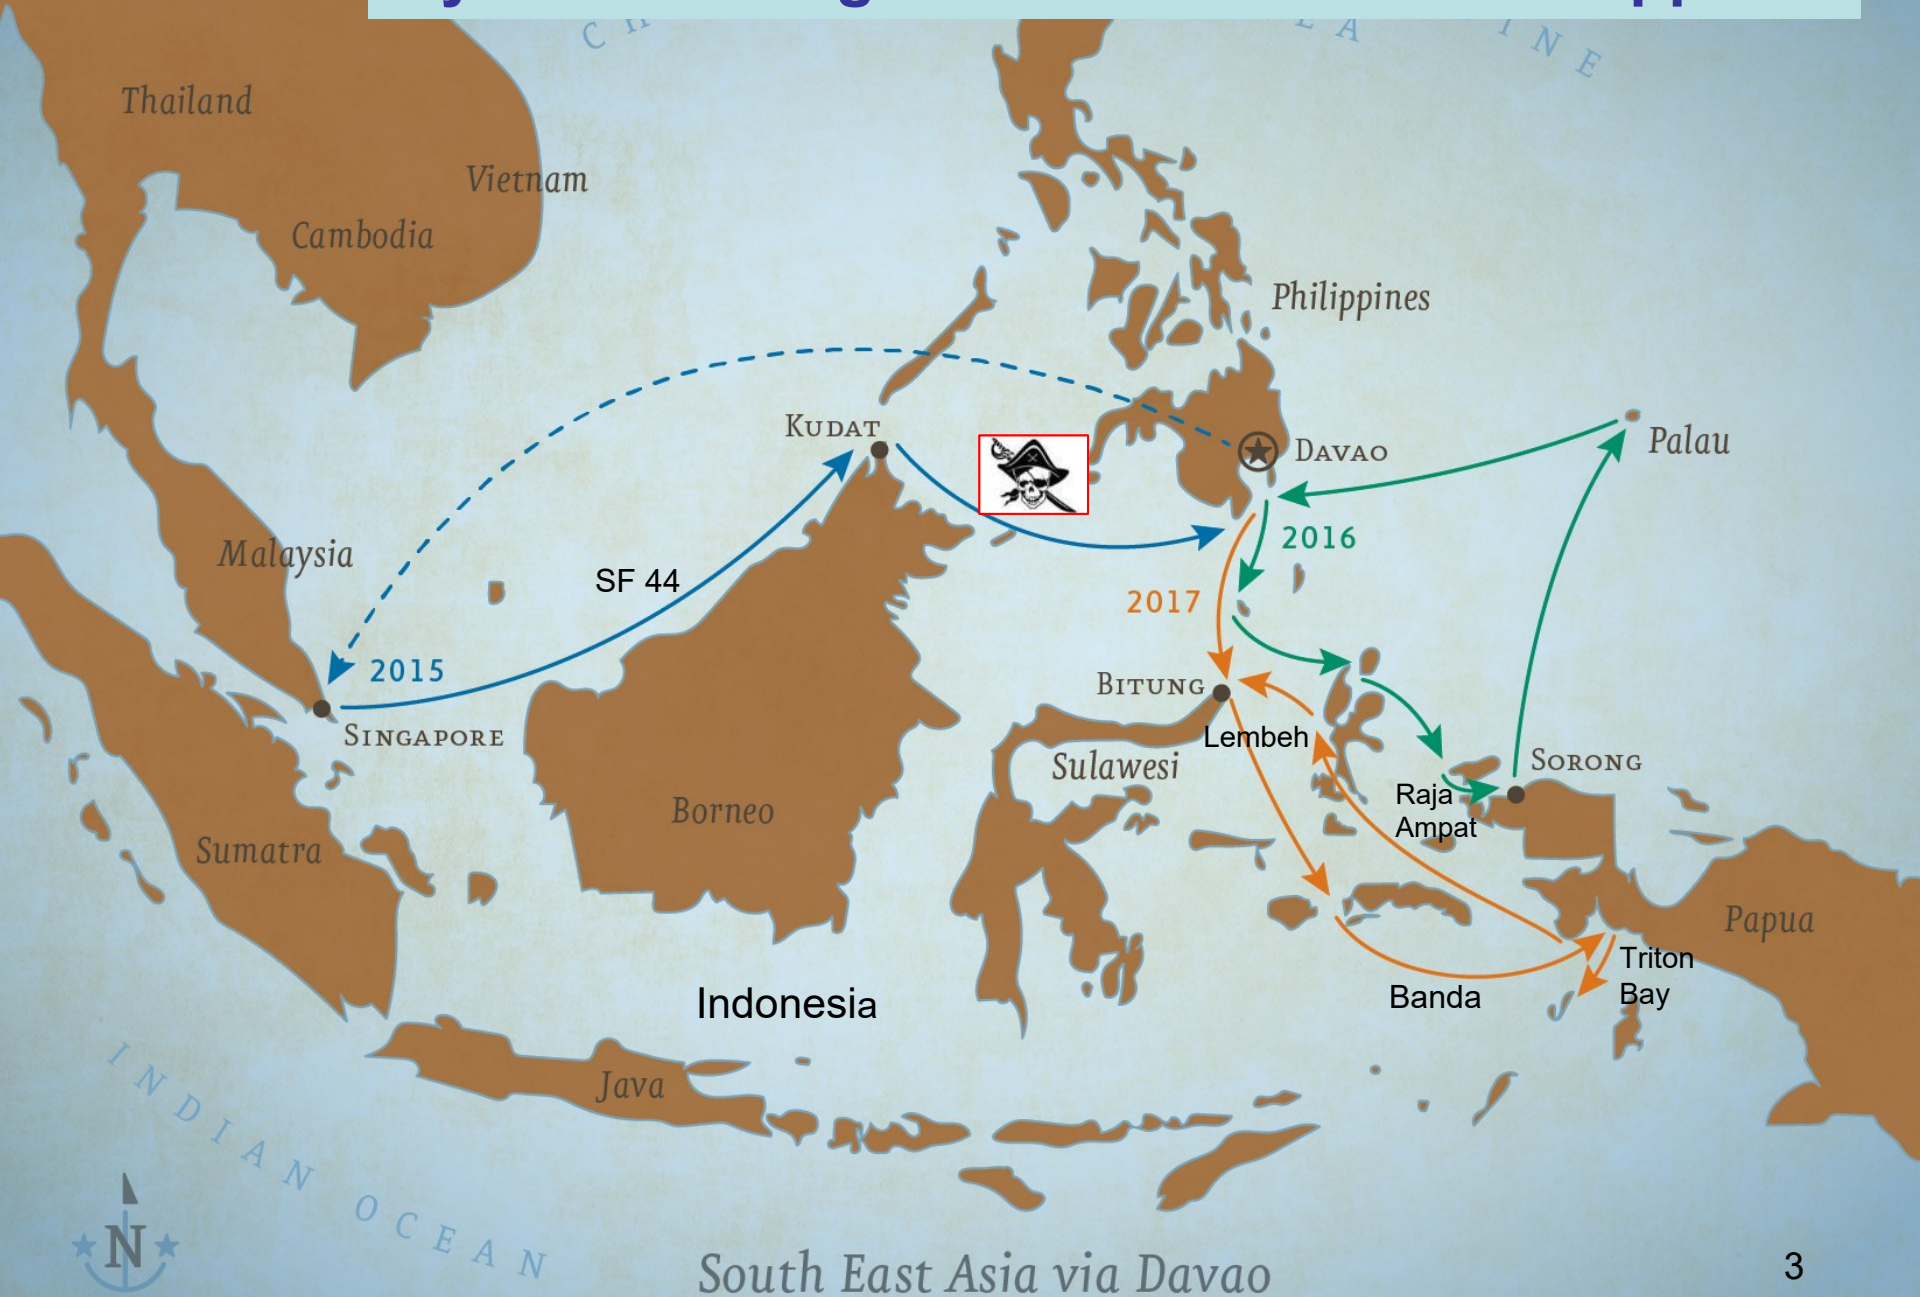 Thailand
Vietnam
Cambodia
Philippines
KUDAT
DAVAO
Palau
2016
Malaysia
SF 44
2017
2015
BITUNG
SINGAPORE
Lembeh
Sulawesi
SORONG
Raja
Ampat
Borneo
Sumatra
Papua
Triton
Bay
Banda
Indonesia
Java
INDIAN OCEAN
N
South East Asia via Davao
3